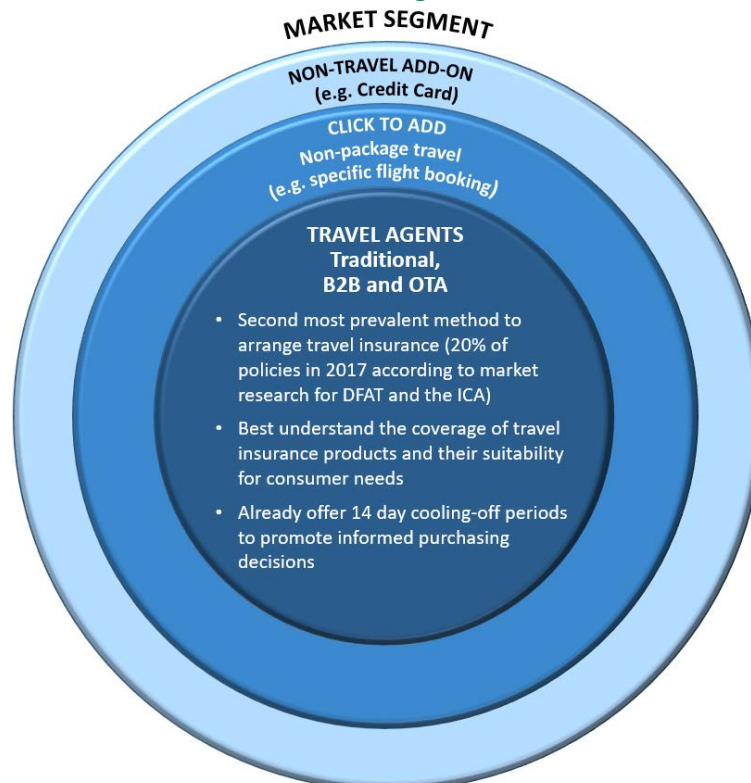 MARKET SEGMENT
NON-TRAVEL ADD-ON
(e.g. Credit Card)
CLICK TO ADD
Non-package travel
(e.g. specific flight booking)
TRAVEL AGENTS
Traditional,
B2B and OTA
• Second most prevalent method to
arrange travel insurance (20% of
policies in 2017 according to market
research for DFAT and the ICA)
• Best understand the coverage of travel
insurance products and their suitability
for consumer needs
• Already offer 14 day cooling-off periods
to promote informed purchasing
decisions